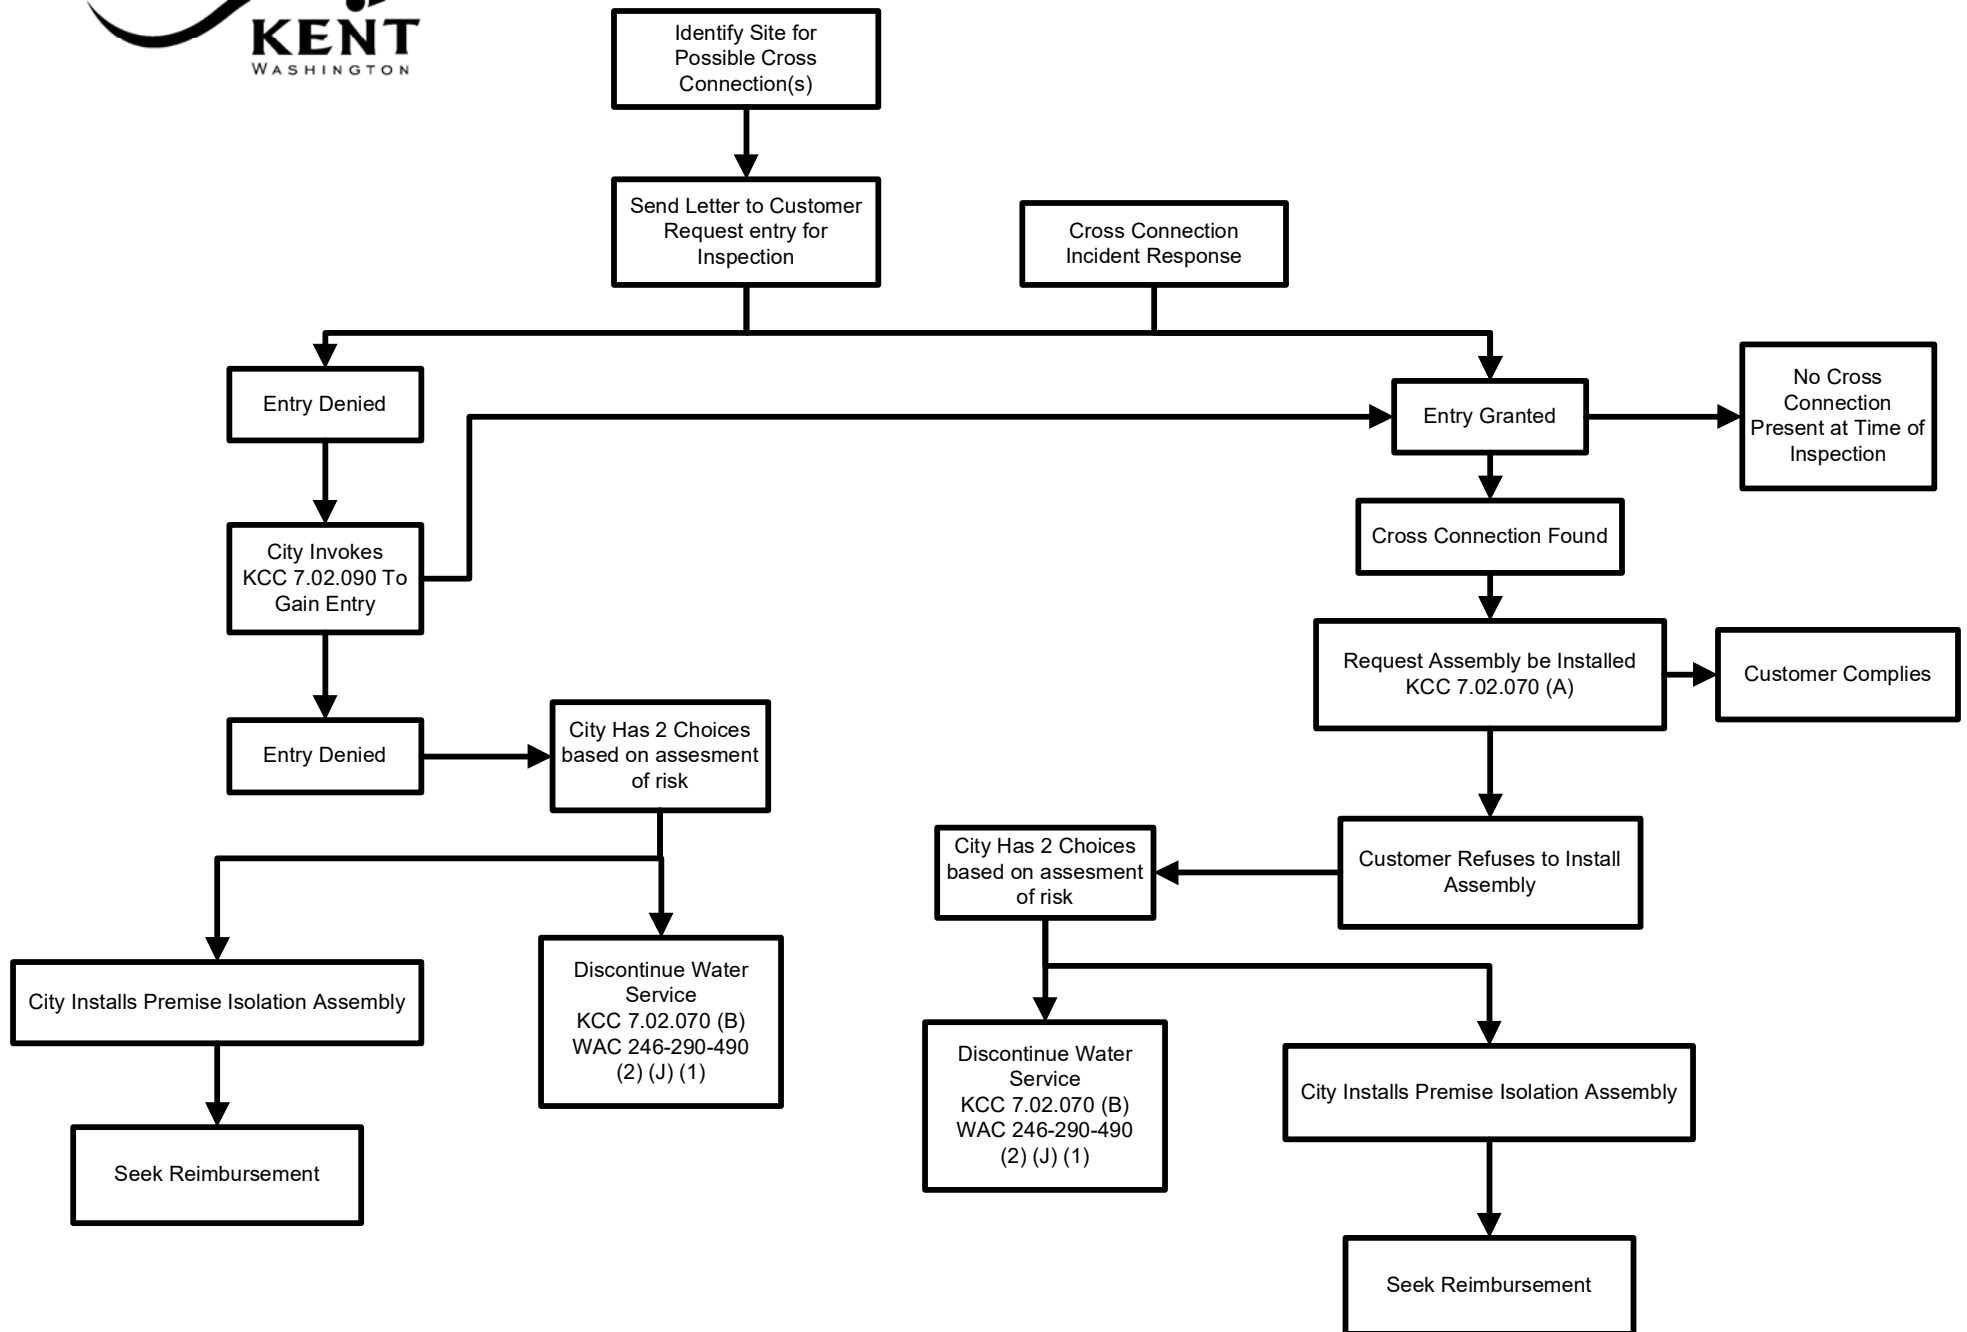 KENT
WASHINGTON
Identify Site for
Possible Cross
Connection(s)
Send Letter to Customer
Request entry for
Inspection
Cross Connection
Incident Response
Entry Denied
Entry Granted
No Cross
Connection
Present at Time of
Inspection
City Invokes
KCC 7.02.090 To
Gain Entry
Cross Connection Found
Request Assembly be Installed
KCC 7.02.070 (A)
Customer Complies
Entry Denied
City Has 2 Choices
based on assesment
of risk
Customer Refuses to Install
Assembly
City Has 2 Choices
based on assesment
of risk
City Installs Premise Isolation Assembly
Discontinue Water
Service
KCC 7.02.070 (B)
WAC 246-290-490
(2) (J) (1)
Discontinue Water
Service
KCC 7.02.070 (B)
WAC 246-290-490
(2) (J) (1)
City Installs Premise Isolation Assembly
Seek Reimbursement
Seek Reimbursement